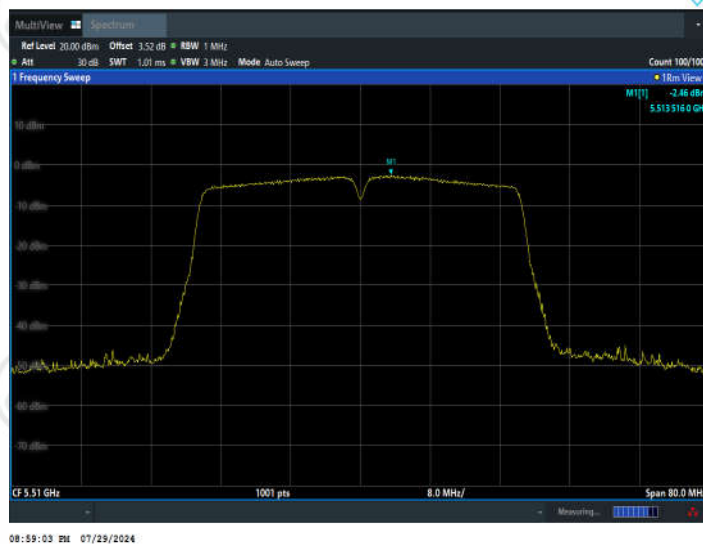 MultiView Spectrum
Ref Level 20.00 dBm Offset 3.52 dB RBW 1 MHz
Att 30 dB SWT 1.01 ms VBW 3 MHz Mode Auto Sweep Count 100/100
1 Frequency Sweep 1Rm View
M1[1] -2.46 dBm
5.513 516 0 GH
10 dBm
M1
0 dBm
-10 dBm
-20 dBm
-30 dBm
-40 dBm
-50 dBm
-60 dBm
-70 dBm
CF 5.51 GHz 1001 pts 8.0 MHz/ Span 80.0 MH
Measuring...
08:59:03 PM 07/29/2024